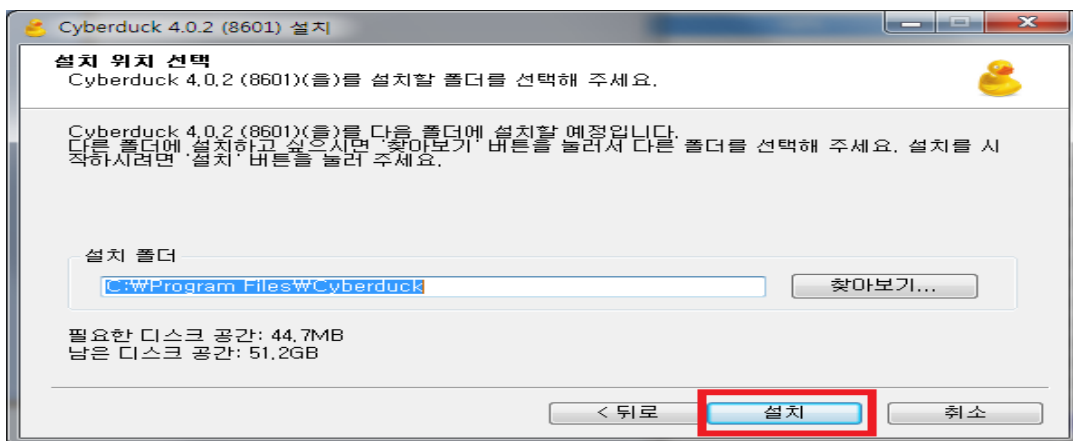 Cyberduck 4.0.2 (8601) 설치
설치 위치 선택
Cyberduck 4.0.2 (8601)(을)를 설치할 폴더를 선택해 주세요.
Cyberduck 4.0.2 (8601)(을)를 다음 폴더에 설치할 예정입니다.
다른 폴더에 설치하고 싶으시면 '찾아보기' 버튼을 눌러서 다른 폴더를 선택해 주세요. 설치를 시
작하시려면 '설치' 버튼을 눌러 주세요.
설치 폴더
C:₩Program Files₩Cyberduck
찾아보기...
필요한 디스크 공간: 44.7MB
남은 디스크 공간: 51.2GB
< 뒤로
설치
취소